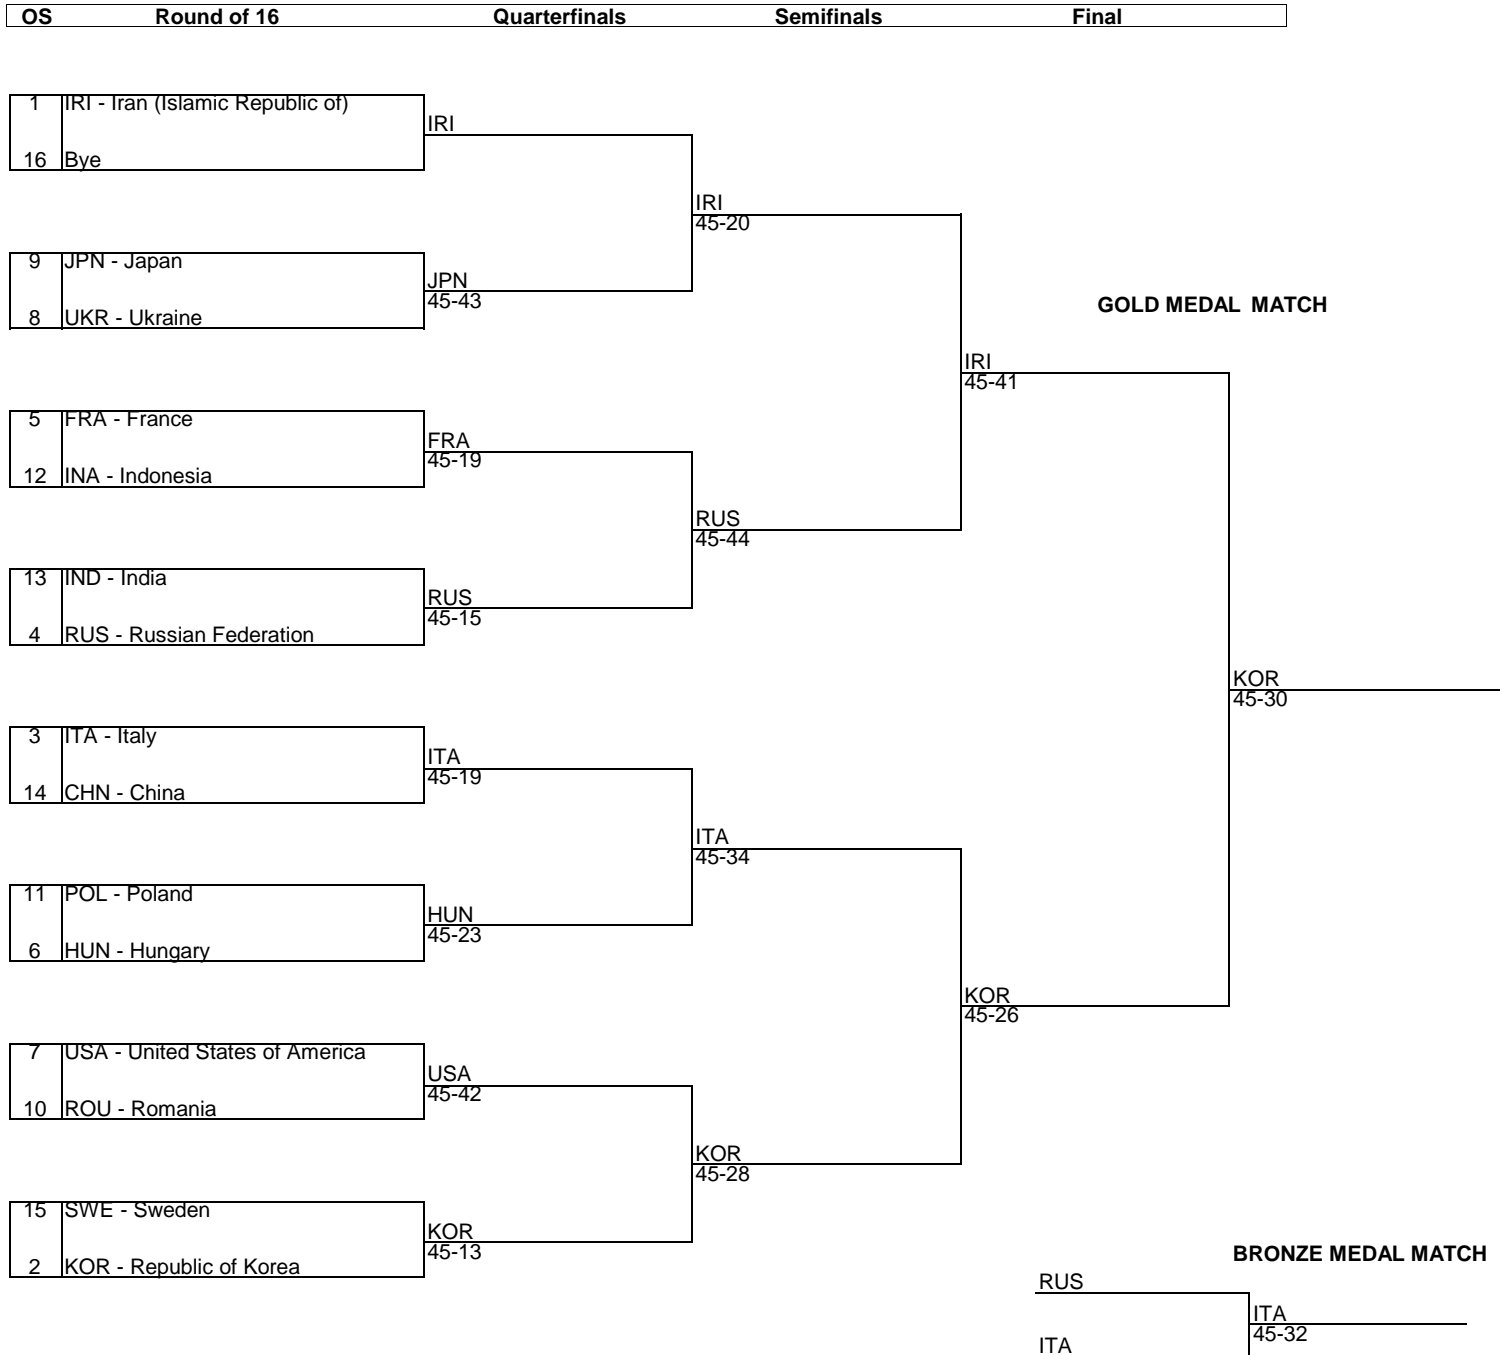 OS Round of 16 Quarterfinals Semifinals Final
1 IRI - Iran (Islamic Republic of)
IRI
16 Bye
IRI
45-20
9 JPN - Japan
JPN
45-43
8 UKR - Ukraine
GOLD MEDAL MATCH
IRI
45-41
5 FRA - France
FRA
45-19
12 INA - Indonesia
RUS
45-44
13 IND - India
RUS
45-15
4 RUS - Russian Federation
KOR
45-30
3 ITA - Italy
ITA
45-19
14 CHN - China
ITA
45-34
11 POL - Poland
HUN
45-23
6 HUN - Hungary
KOR
45-26
7 USA - United States of America
USA
45-42
10 ROU - Romania
KOR
45-28
15 SWE - Sweden
KOR
45-13
2 KOR - Republic of Korea
BRONZE MEDAL MATCH
RUS
ITA
45-32
ITA